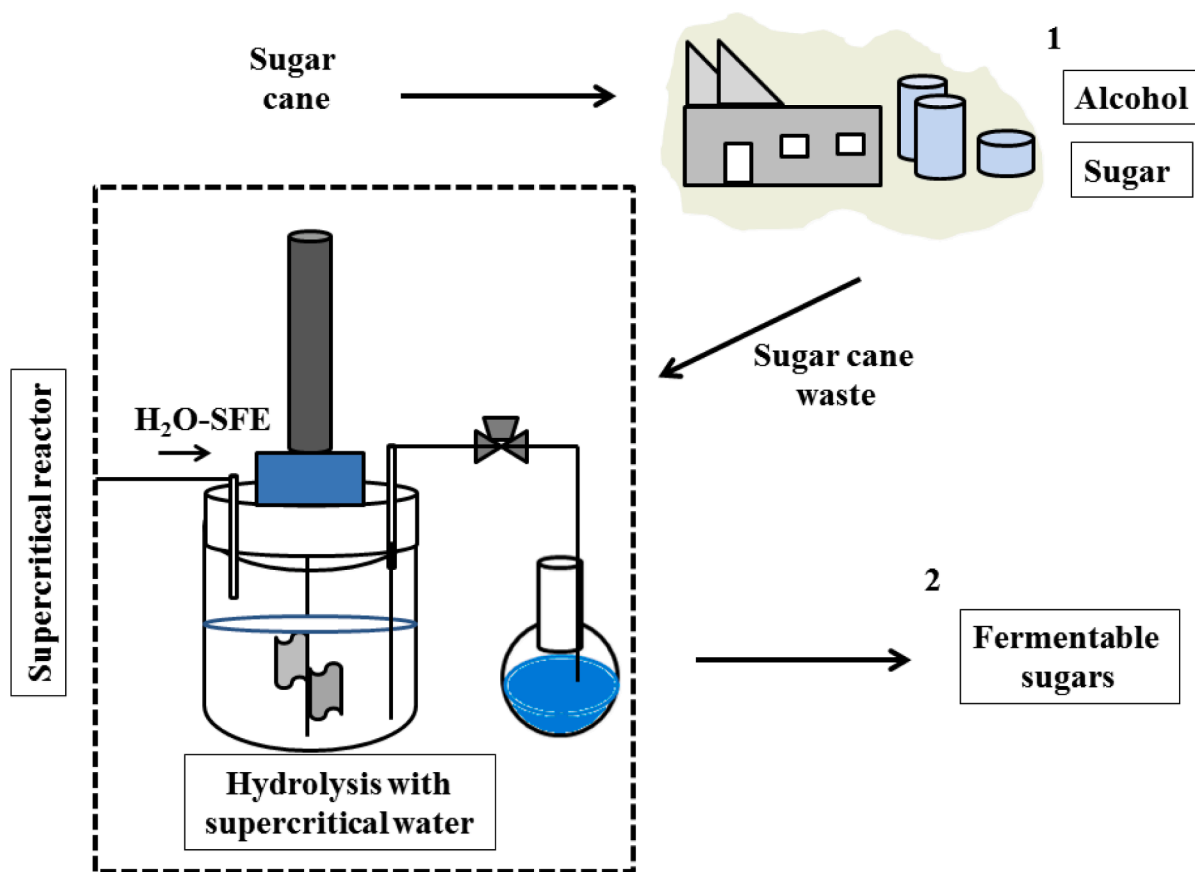 Sugar
cane
1
Alcohol
Sugar
Sugar cane
waste
Supercritical reactor
H₂O-SFE
2
Fermentable
sugars
Hydrolysis with
supercritical water